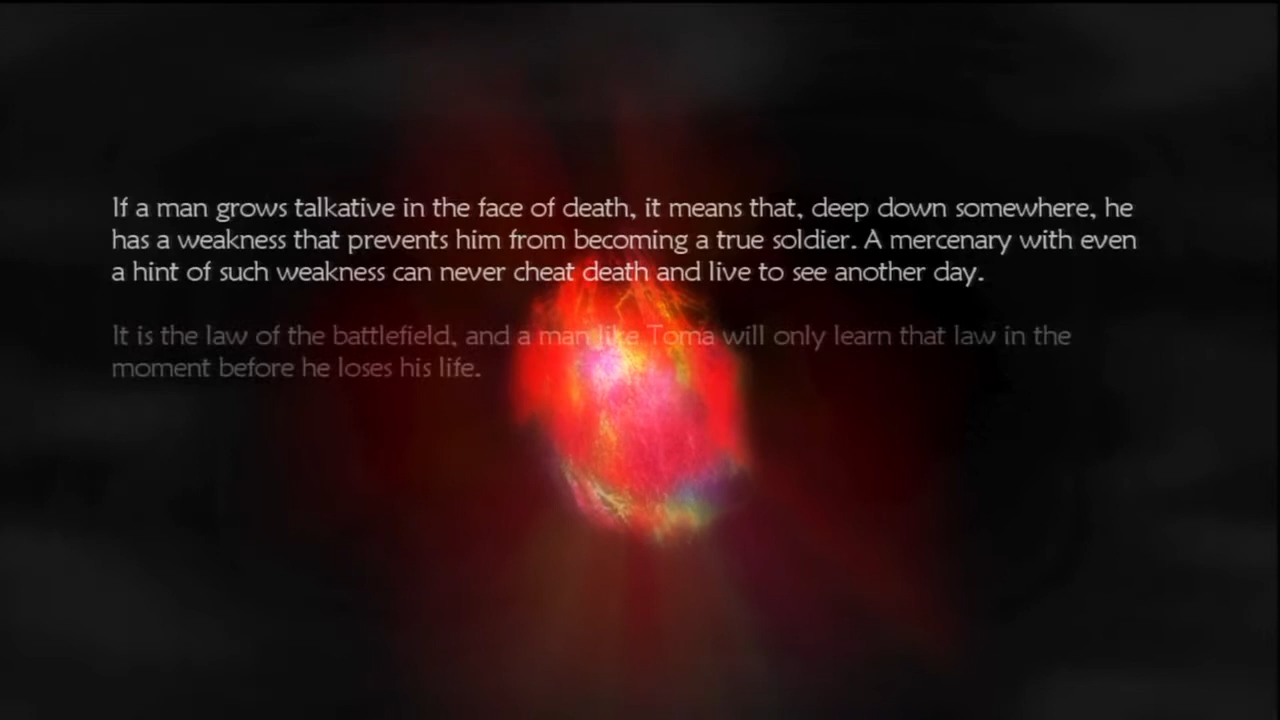 If a man grows talkative in the face of death, it means that, deep down somewhere, he
has a weakness that prevents him from becoming a true soldier. A mercenary with even
a hint of such weakness can never cheat death and live to see another day.
It is the law of the battlefield, and a man like Toma will only learn that law in the
moment before he loses his life.